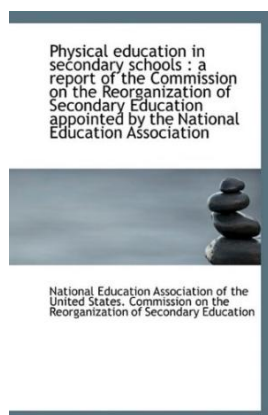 Physical education in
secondary schools : a
report of the Commission
on the Reorganization of
Secondary Education
appointed by the National
Education Association
National Education Association of the
United States. Commission on the
Reorganization of Secondary Education